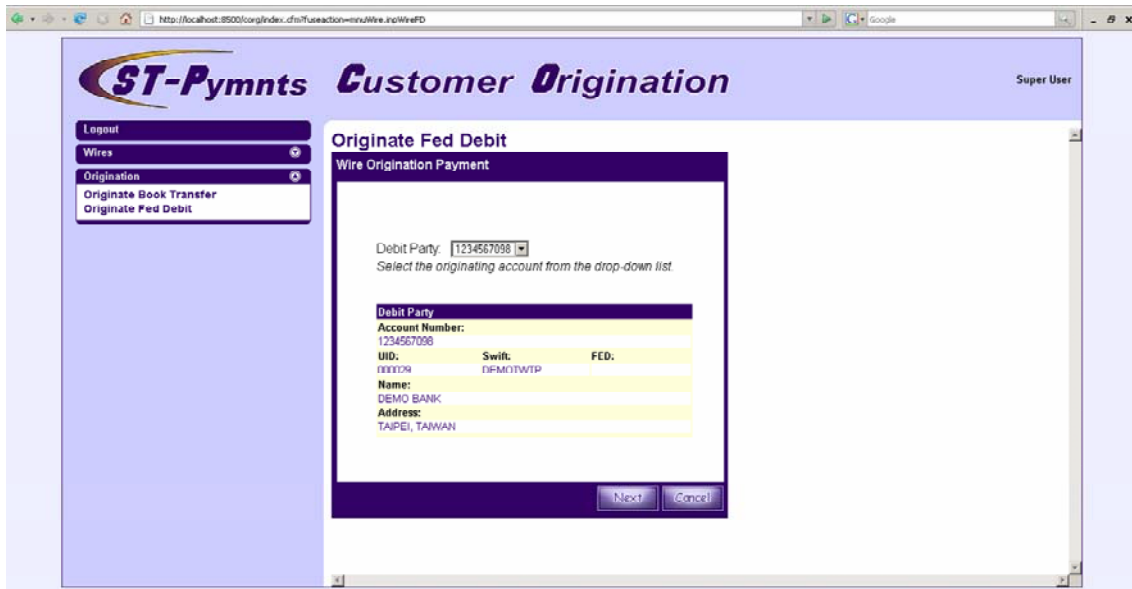 http://localhost:8500/corg/index.cfm?fuseaction=mnuWire.inpWireFD
Google
ST-Pymnts Customer Origination
Super User
Logout
Wires
Origination
Originate Book Transfer
Originate Fed Debit
Originate Fed Debit
Wire Origination Payment
Debit Party: 1234567098
Select the originating account from the drop-down list.
Debit Party
Account Number:
1234567098
UID: Swift: FED:
000029 DEMOTWTP
Name:
DEMO BANK
Address:
TAIPEI, TAIWAN
Next Cancel